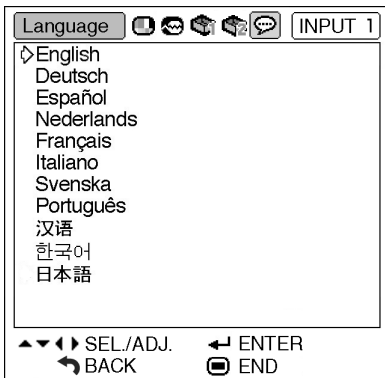 Language INPUT 1
English
Deutsch
Español
Nederlands
Français
Italiano
Svenska
Português
汉语
한국어
日本語
SEL./ADJ. ENTER
BACK END